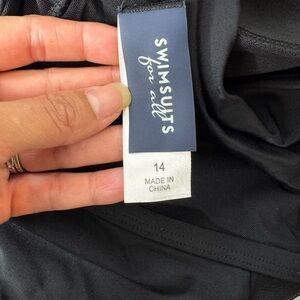 SWIMSUITS
for all
14
MADE IN
CHINA